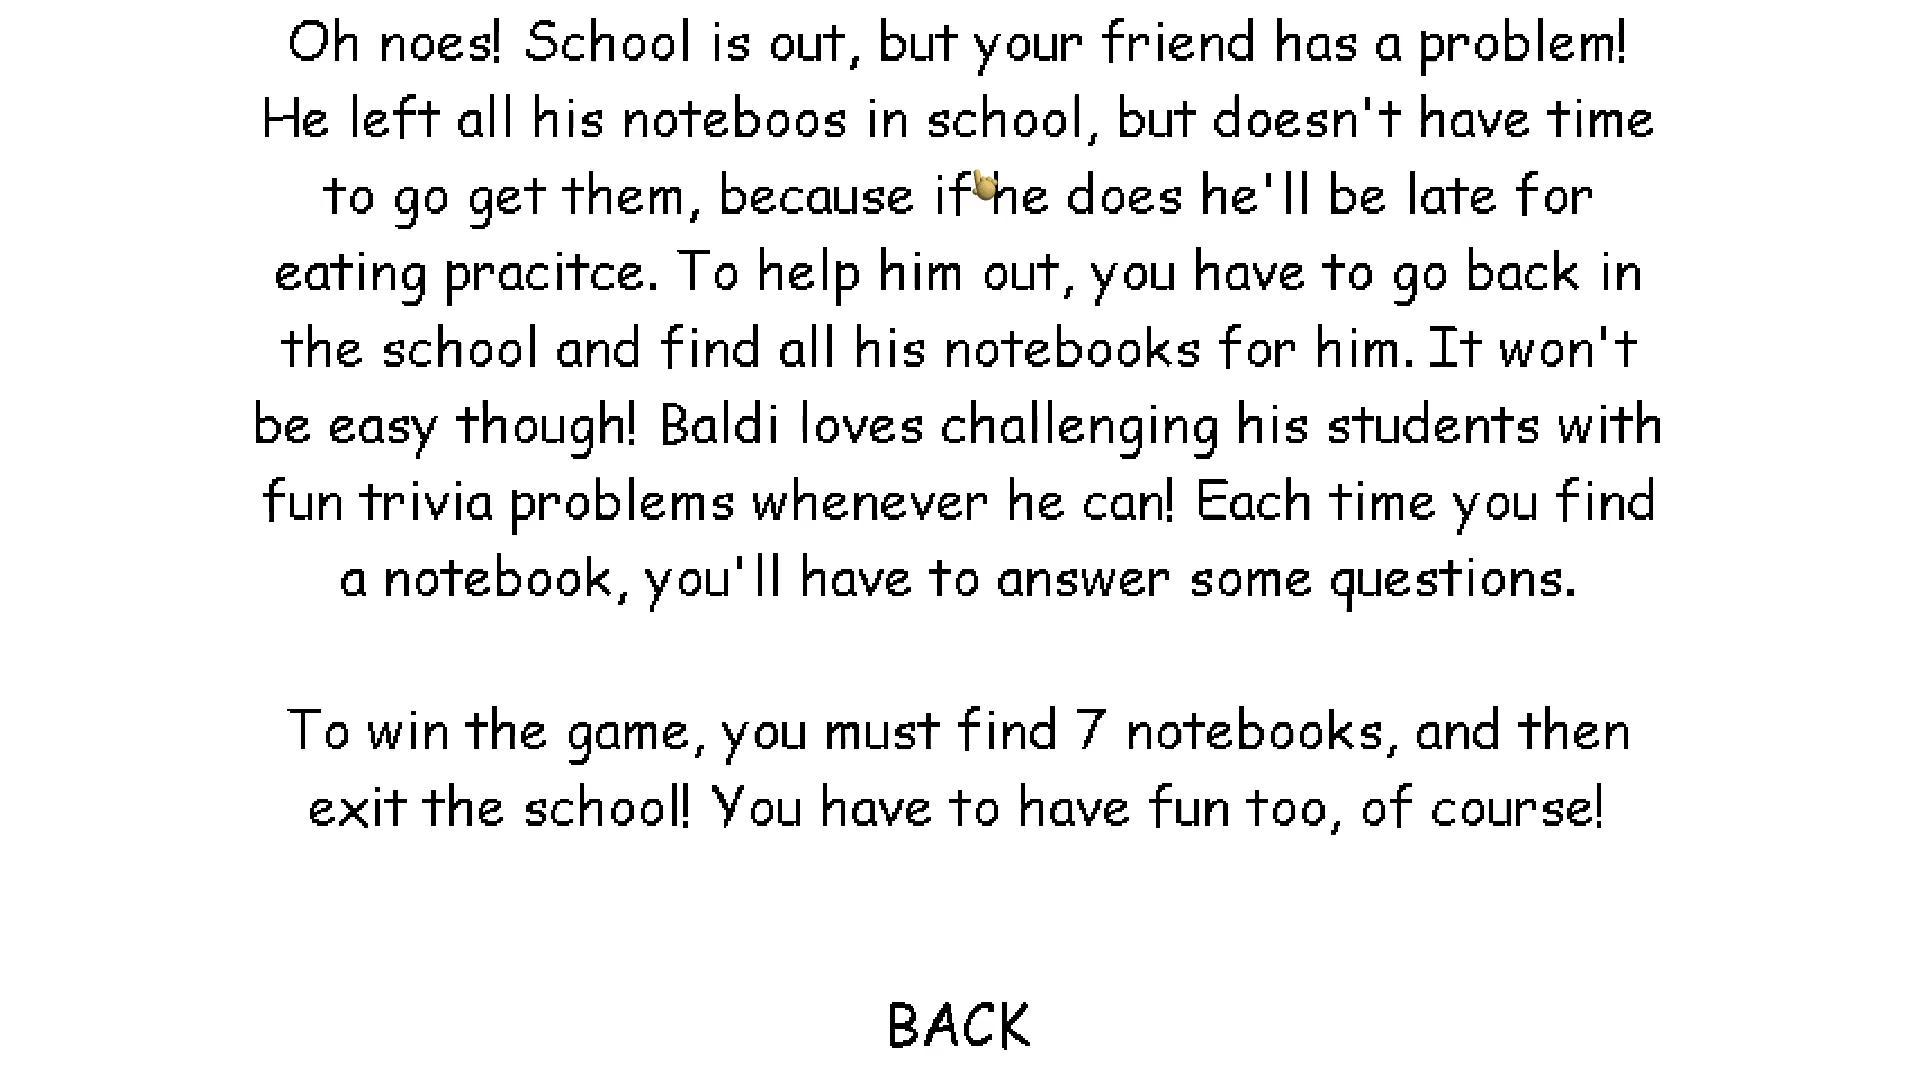 Oh noes! School is out, but your friend has a problem!
He left all his noteboos in school, but doesn't have time
to go get them, because if he does he'll be late for
eating pracitce. To help him out, you have to go back in
the school and find all his notebooks for him. It won't
be easy though! Baldi loves challenging his students with
fun trivia problems whenever he can! Each time you find
a notebook, you'll have to answer some questions.
To win the game, you must find 7 notebooks, and then
exit the school! You have to have fun too, of course!
BACK